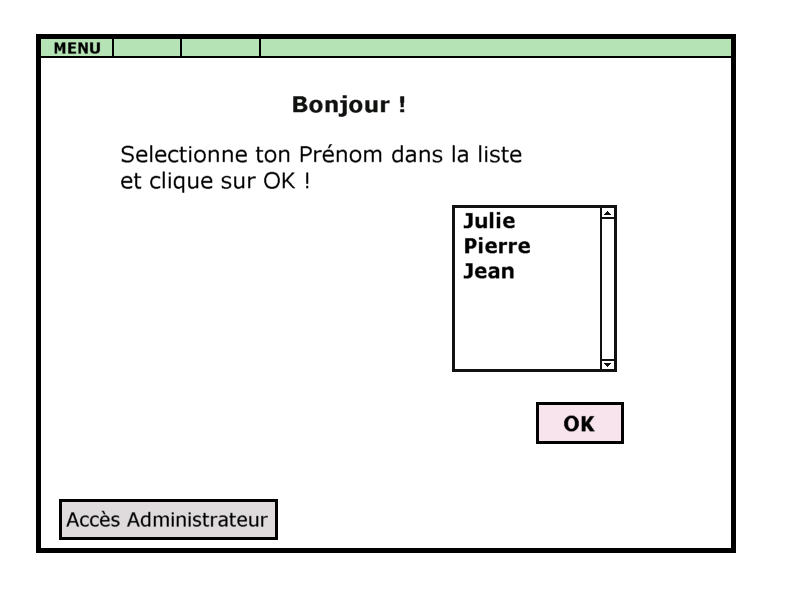 MENU
Bonjour !
Selectionne ton Prénom dans la liste
et clique sur OK !
Julie
Pierre
Jean
OK
Accès Administrateur